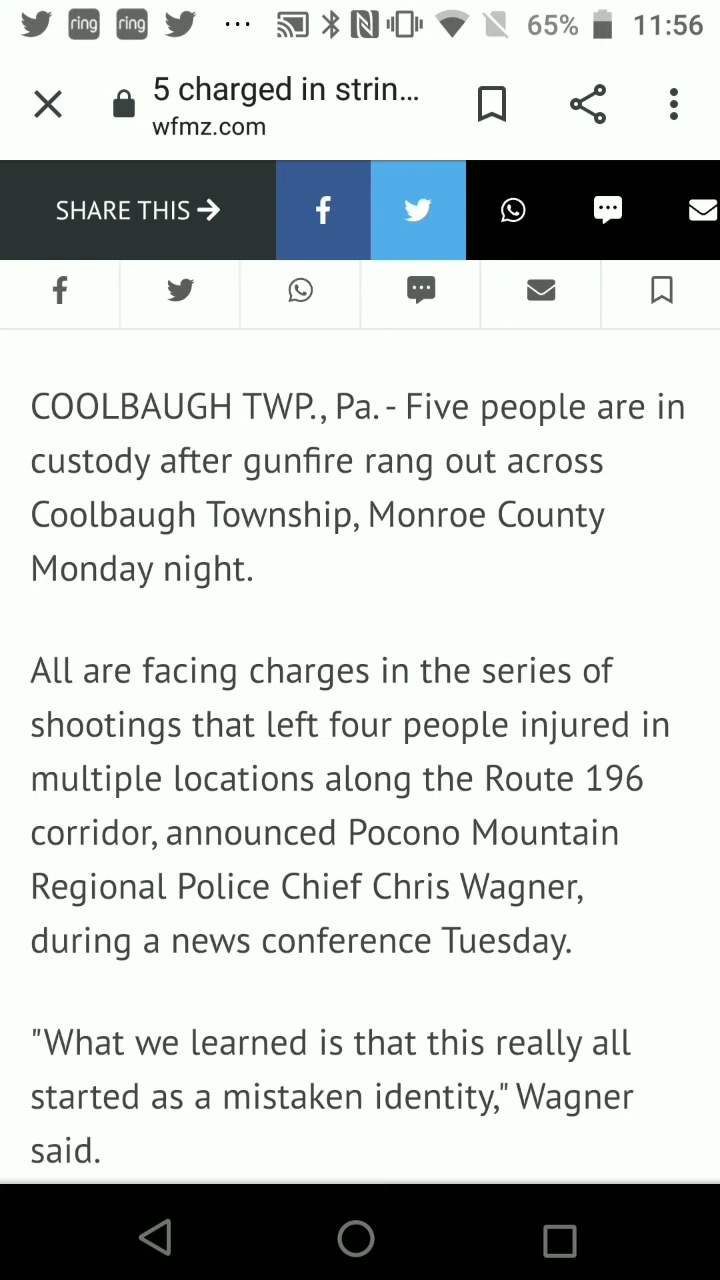 ring ring ... 65% 11:56
5 charged in strin...
wfmz.com
SHARE THIS
COOLBAUGH TWP., Pa. - Five people are in
custody after gunfire rang out across
Coolbaugh Township, Monroe County
Monday night.
All are facing charges in the series of
shootings that left four people injured in
multiple locations along the Route 196
corridor, announced Pocono Mountain
Regional Police Chief Chris Wagner,
during a news conference Tuesday.
"What we learned is that this really all
started as a mistaken identity," Wagner
said.